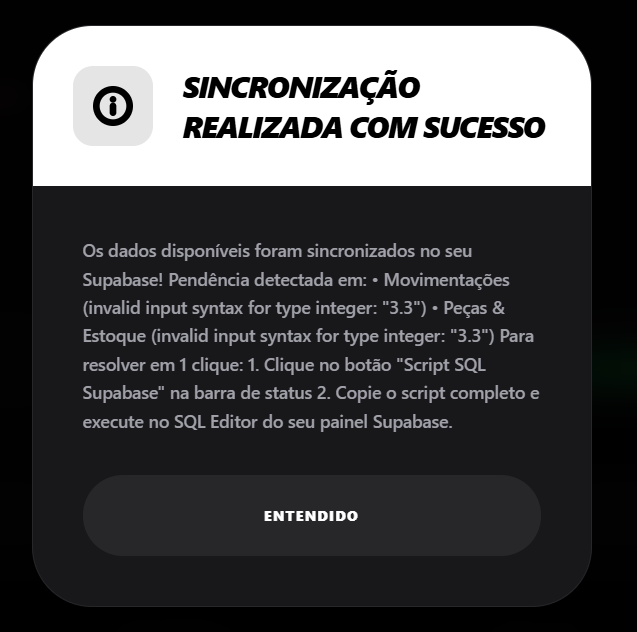 SINCRONIZAÇÃO
REALIZADA COM SUCESSO
Os dados disponíveis foram sincronizados no seu
Supabase! Pendência detectada em: • Movimentações
(invalid input syntax for type integer: "3.3") • Peças &
Estoque (invalid input syntax for type integer: "3.3") Para
resolver em 1 clique: 1. Clique no botão "Script SQL
Supabase" na barra de status 2. Copie o script completo e
execute no SQL Editor do seu painel Supabase.
ENTENDIDO